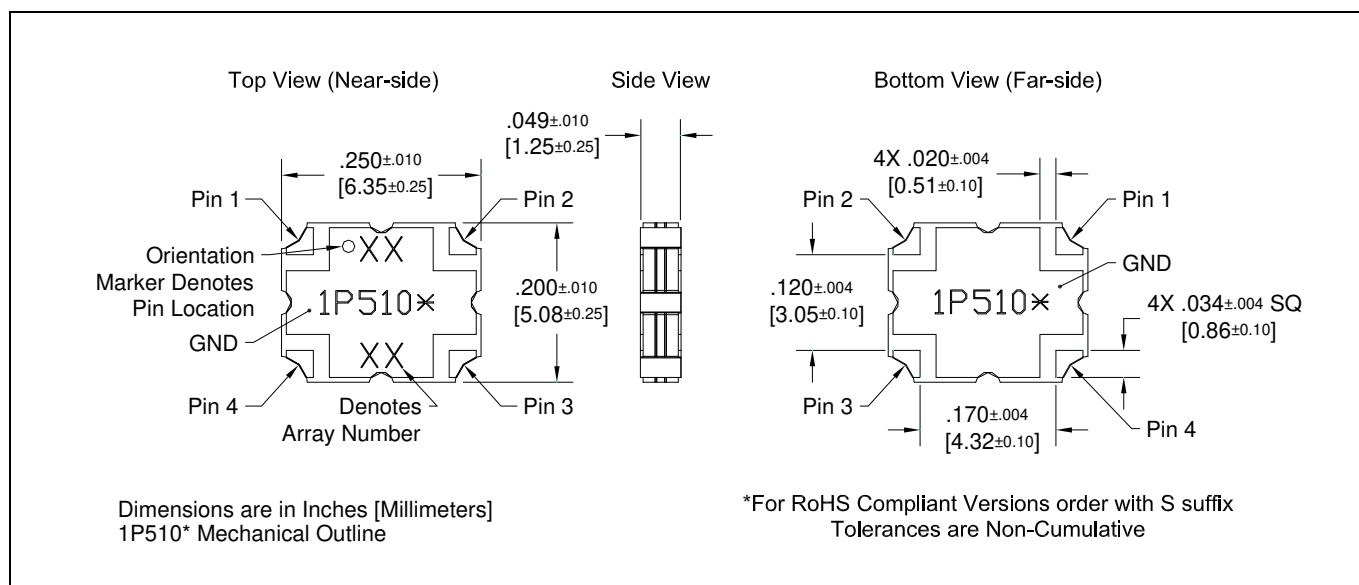 Top View (Near-side)
Side View
Bottom View (Far-side)
.049±.010
[1.25±0.25]
.250±.010
[6.35±0.25]
4X .020±.004
[0.51±0.10]
Pin 1
Pin 2
Pin 2
Pin 1
Orientation
Marker Denotes
Pin Location
XX
GND
1P510*
.200±.010
[5.08±0.25]
.120±.004
[3.05±0.10]
1P510*
GND
4X .034±.004 SQ
[0.86±0.10]
XX
Pin 4
Denotes
Array Number
Pin 3
Pin 3
.170±.004
[4.32±0.10]
Pin 4
Dimensions are in Inches [Millimeters]
1P510* Mechanical Outline
*For RoHS Compliant Versions order with S suffix
Tolerances are Non-Cumulative